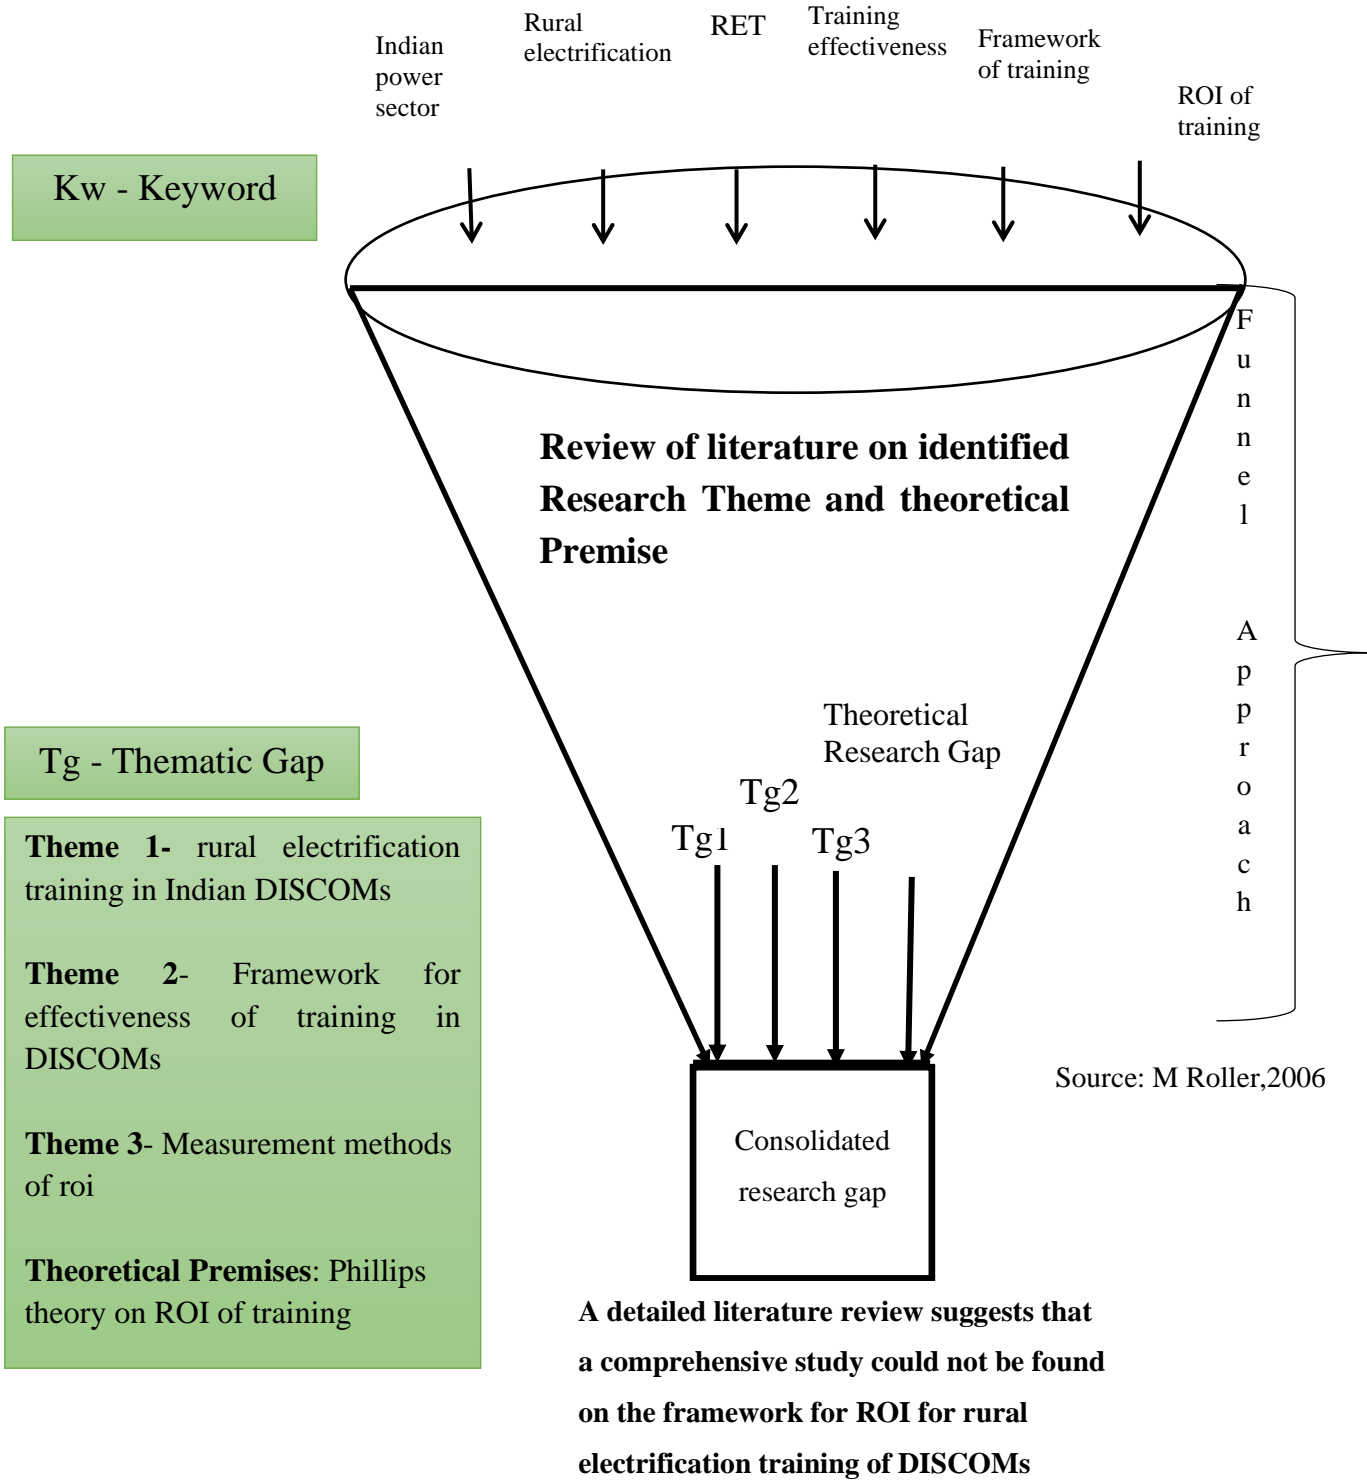 Indian
power
sector
Rural
electrification
RET
Training
effectiveness
Framework
of training
ROI of
training
Kw - Keyword
Funnel Approach
Review of literature on identified
Research Theme and theoretical
Premise
Theoretical
Research Gap
Tg - Thematic Gap
Tg1
Tg2
Tg3
Theme 1- rural electrification
training in Indian DISCOMs
Theme 2- Framework for
effectiveness of training in
DISCOMs
Theme 3- Measurement methods
of roi
Theoretical Premises: Phillips
theory on ROI of training
Source: M Roller,2006
Consolidated
research gap
A detailed literature review suggests that
a comprehensive study could not be found
on the framework for ROI for rural
electrification training of DISCOMs